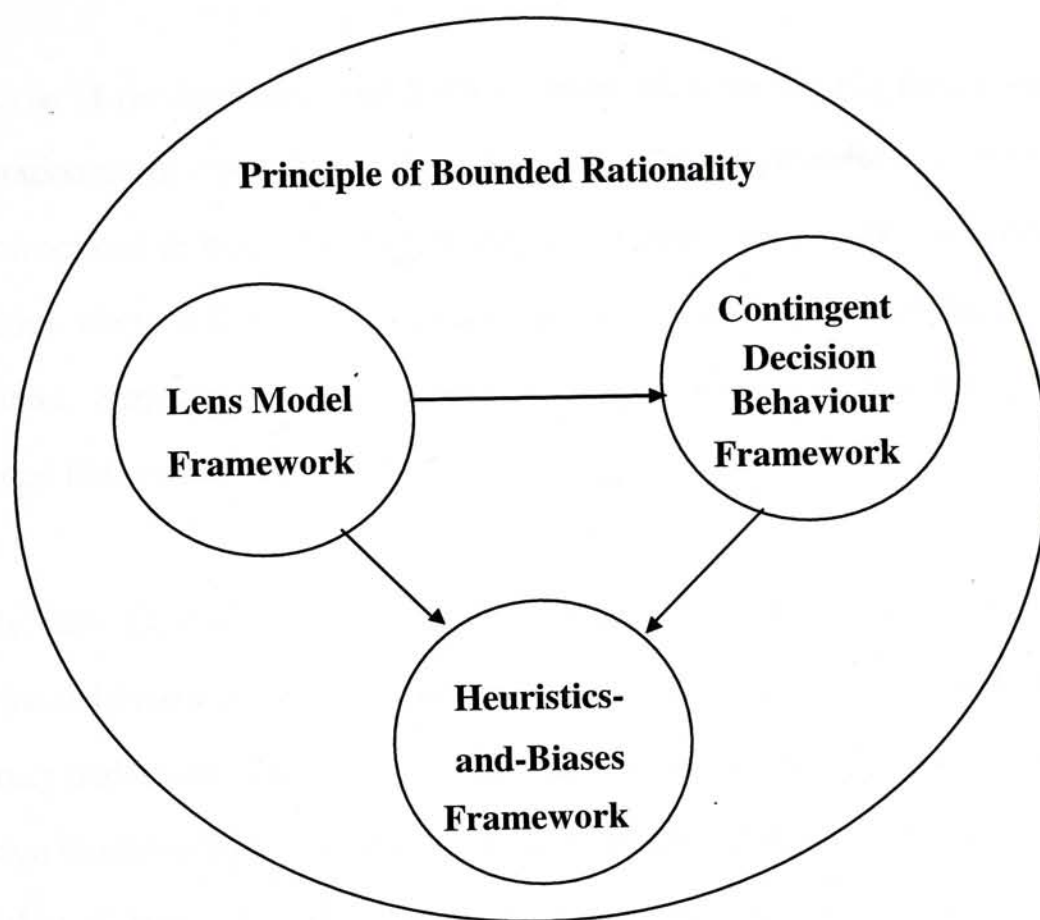 Principle of Bounded Rationality
Lens Model
Framework
Contingent
Decision
Behaviour
Framework
Heuristics-
and-Biases
Framework